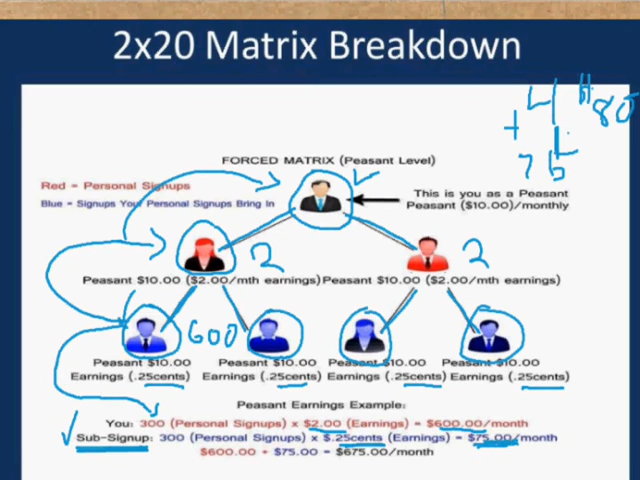 2x20 Matrix Breakdown
FORCED MATRIX (Peasant Level)
Red = Personal Signups
Blue = Signups Your Personal Signups Bring In
This is you as a Peasant
Peasant ($10.00)/monthly
2
2
Peasant $10.00 ($2.00/mth earnings)
Peasant $10.00 ($2.00/mth earnings)
600
Peasant $10.00
Earnings (.25cents)
Peasant $10.00
Earnings (.25cents)
Peasant $10.00
Earnings (.25cents)
Peasant $10.00
Earnings (.25cents)
Peasant Earnings Example:
You: 300 (Personal Signups) x $2.00 (Earnings) = $600.00/month
Sub-Signup: 300 (Personal Signups) x $.25cents (Earnings) = $75.00/month
$600.00 + $75.00 = $675.00/month